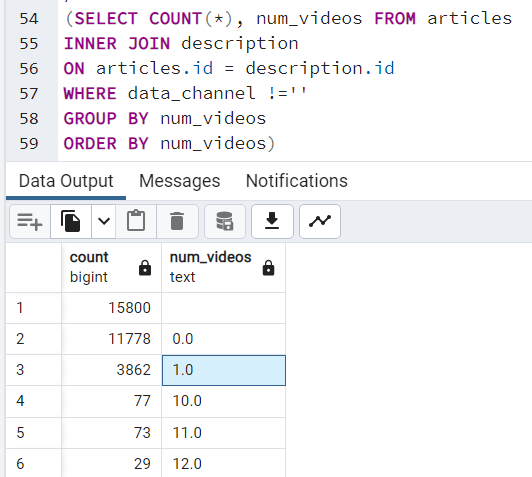 54 (SELECT COUNT(*), num_videos FROM articles
55 INNER JOIN description
56 ON articles.id = description.id
57 WHERE data_channel !=''
58 GROUP BY num_videos
59 ORDER BY num_videos)
Data Output Messages Notifications
count num_videos
bigint text
1 15800
2 11778 0.0
3 3862 1.0
4 77 10.0
5 73 11.0
6 29 12.0